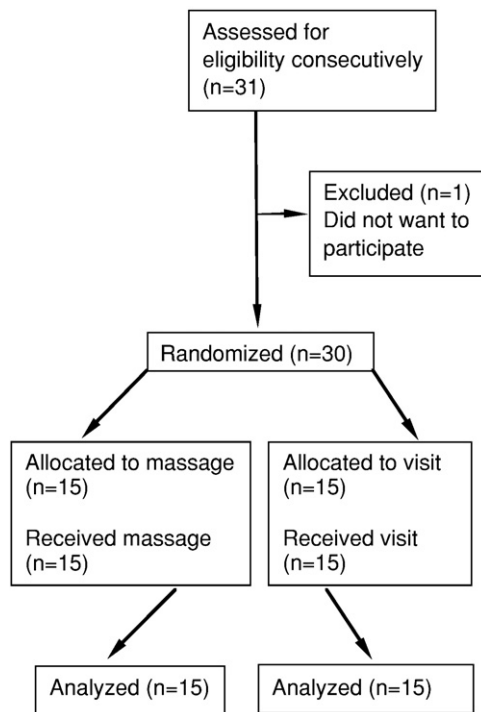 Assessed for
eligibility consecutively
(n=31)
Excluded (n=1)
Did not want to
participate
Randomized (n=30)
Allocated to massage
(n=15)
Received massage
(n=15)
Allocated to visit
(n=15)
Received visit
(n=15)
Analyzed (n=15)
Analyzed (n=15)